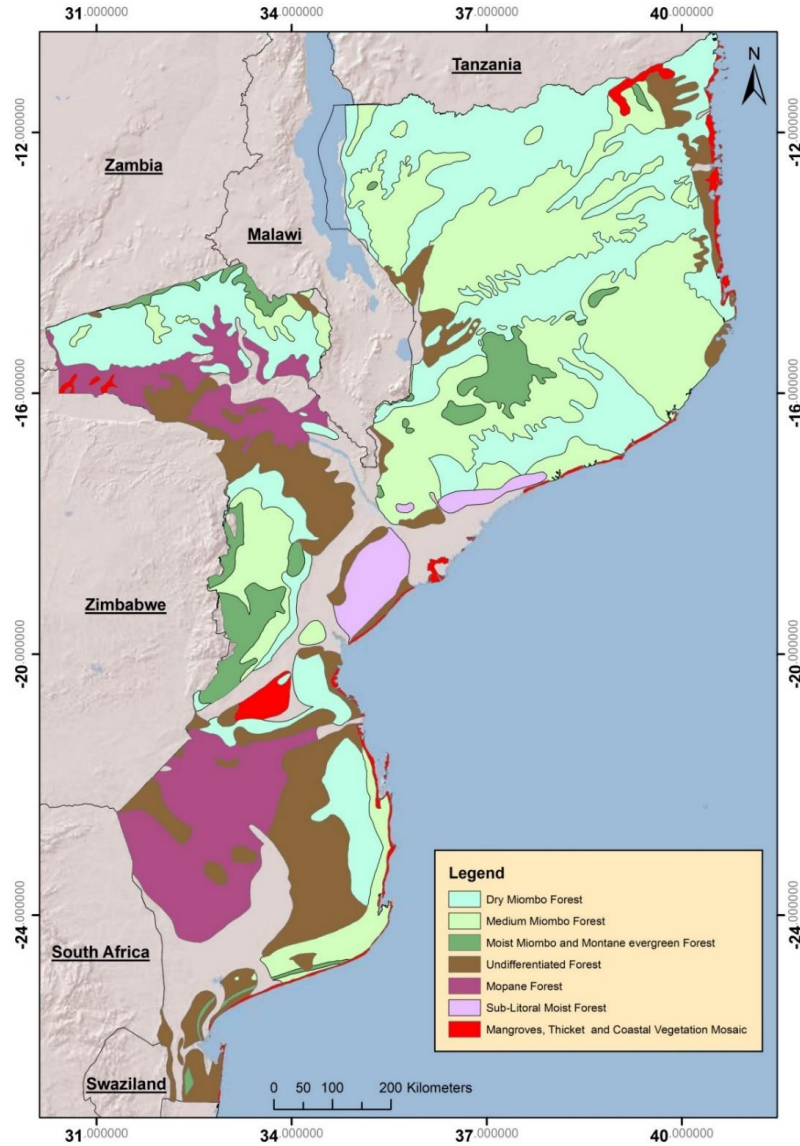 31.000000 34.000000 37.000000 40.000000
Tanzania
N
-12.000000 -12.000000
Zambia
Malawi
-16.000000 -16.000000
Zimbabwe
-20.000000 -20.000000
Legend
Dry Miombo Forest
Medium Miombo Forest
-24.000000 -24.000000
Moist Miombo and Montane evergreen Forest
South Africa
Undifferentiated Forest
Mopane Forest
Sub-Litoral Moist Forest
Mangroves, Thicket and Coastal Vegetation Mosaic
Swaziland
0 50 100 200 Kilometers
31.000000 34.000000 37.000000 40.000000